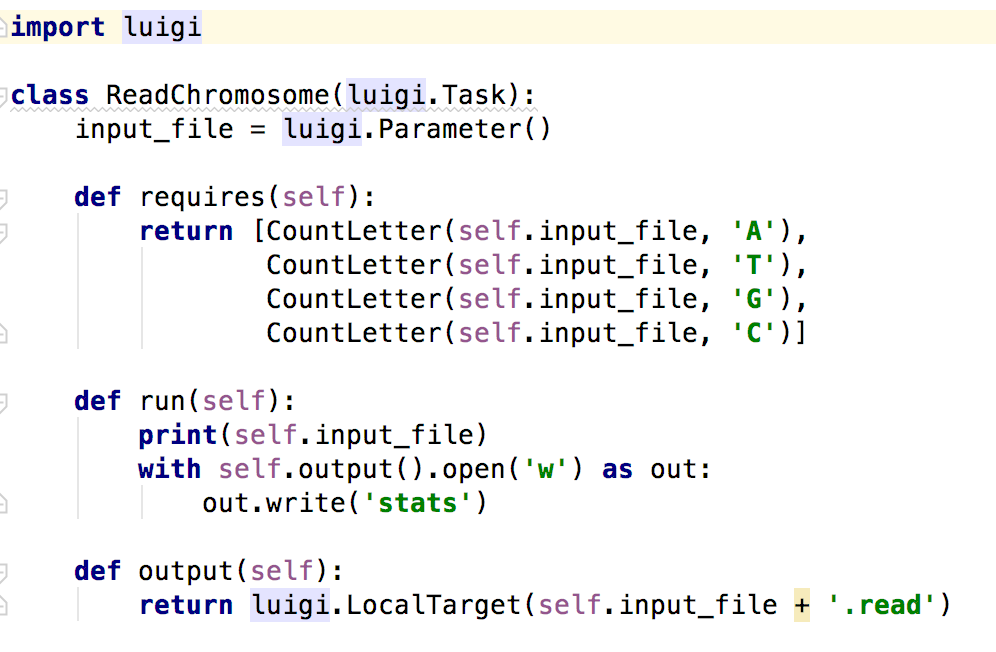 import luigi

class ReadChromosome(luigi.Task):
    input_file = luigi.Parameter()

    def requires(self):
        return [CountLetter(self.input_file, 'A'),
                CountLetter(self.input_file, 'T'),
                CountLetter(self.input_file, 'G'),
                CountLetter(self.input_file, 'C')]

    def run(self):
        print(self.input_file)
        with self.output().open('w') as out:
            out.write('stats')

    def output(self):
        return luigi.LocalTarget(self.input_file + '.read')